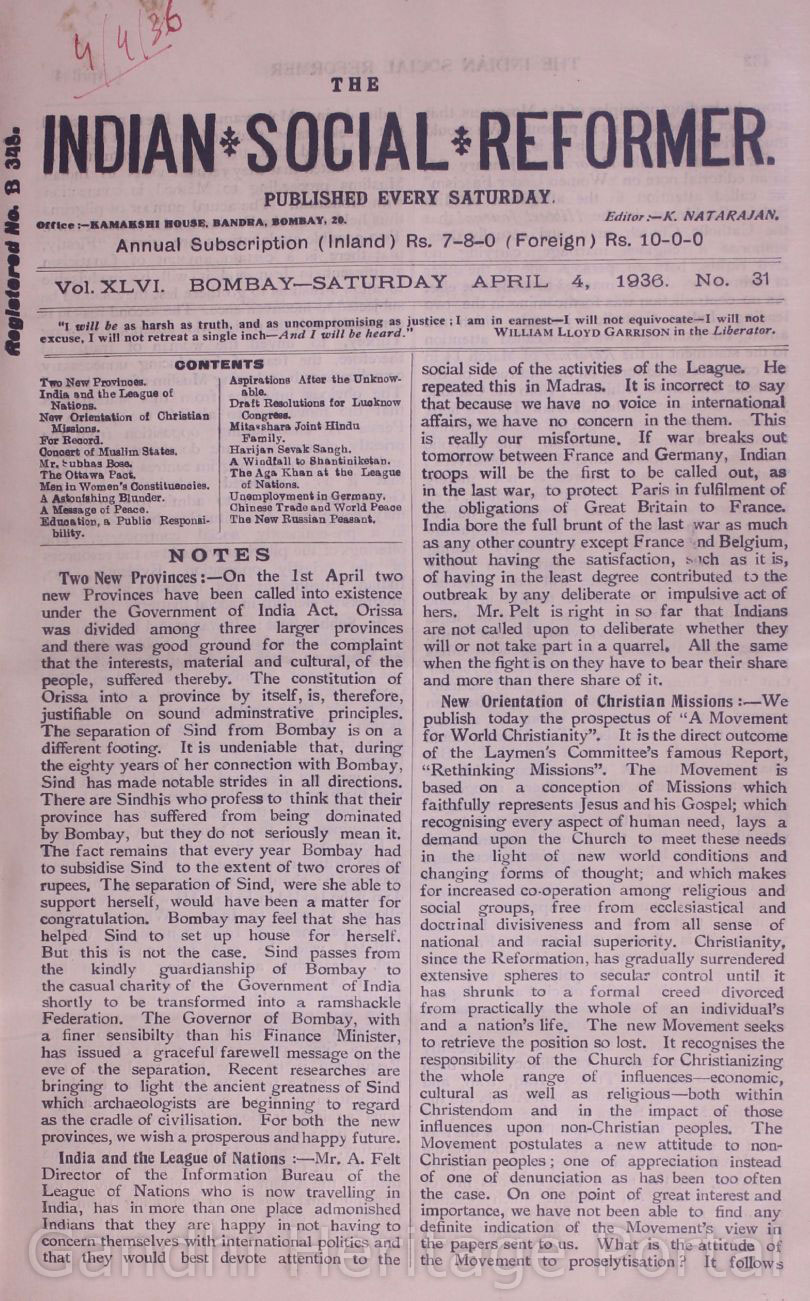 4/4/36
THE
INDIAN SOCIAL REFORMER.
PUBLISHED EVERY SATURDAY.
Office :—KAMAKSHI HOUSE, BANDRA, BOMBAY, 20.
Editor :—K. NATARAJAN.
Annual Subscription (Inland) Rs. 7-8-0 (Foreign) Rs. 10-0-0
Registered No. B 348.
Vol. XLVI. BOMBAY—SATURDAY APRIL 4, 1936. No. 31
"I will be as harsh as truth, and as uncompromising as justice ; I am in earnest—I will not equivocate—I will not
excuse, I will not retreat a single inch—And I will be heard."
WILLIAM LLOYD GARRISON in the Liberator.
CONTENTS
Two New Provinces.
India and the League of
Nations.
New Orientation of Christian
Missions.
For Record.
Concert of Muslim States.
Mr. Subhas Bose.
The Ottawa Pact.
Men in Women's Constituencies.
A Astonishing Blunder.
A Message of Peace.
Education, a Public Responsi-
bility.
Aspirations After the Unknow-
able.
Draft Resolutions for Lucknow
Congress.
Mitakshara Joint Hindu
Family.
Harijan Sevak Sangh.
A Windfall to Shantiniketan.
The Aga Khan at the League
of Nations.
Unemployment in Germany.
Chinese Trade and World Peace
The New Russian Peasant.
NOTES
Two New Provinces:—On the 1st April two
new Provinces have been called into existence
under the Government of India Act. Orissa
was divided among three larger provinces
and there was good ground for the complaint
that the interests, material and cultural, of the
people, suffered thereby. The constitution of
Orissa into a province by itself, is, therefore,
justifiable on sound adminstrative principles.
The separation of Sind from Bombay is on a
different footing. It is undeniable that, during
the eighty years of her connection with Bombay,
Sind has made notable strides in all directions.
There are Sindhis who profess to think that their
province has suffered from being dominated
by Bombay, but they do not seriously mean it.
The fact remains that every year Bombay had
to subsidise Sind to the extent of two crores of
rupees. The separation of Sind, were she able to
support herself, would have been a matter for
congratulation. Bombay may feel that she has
helped Sind to set up house for herself.
But this is not the case. Sind passes from
the kindly guardianship of Bombay to
the casual charity of the Government of India
shortly to be transformed into a ramshackle
Federation. The Governor of Bombay, with
a finer sensibilty than his Finance Minister,
has issued a graceful farewell message on the
eve of the separation. Recent researches are
bringing to light the ancient greatness of Sind
which archaeologists are beginning to regard
as the cradle of civilisation. For both the new
provinces, we wish a prosperous and happy future.
India and the League of Nations :—Mr. A. Felt
Director of the Information Bureau of the
League of Nations who is now travelling in
India, has in more than one place admonished
Indians that they are happy in not having to
concern themselves with international politics and
that they would best devote attention to the
social side of the activities of the League. He
repeated this in Madras. It is incorrect to say
that because we have no voice in international
affairs, we have no concern in the them. This
is really our misfortune. If war breaks out
tomorrow between France and Germany, Indian
troops will be the first to be called out, as
in the last war, to protect Paris in fulfilment of
the obligations of Great Britain to France.
India bore the full brunt of the last war as much
as any other country except France nd Belgium,
without having the satisfaction, such as it is,
of having in the least degree contributed to the
outbreak by any deliberate or impulsive act of
hers. Mr. Pelt is right in so far that Indians
are not called upon to deliberate whether they
will or not take part in a quarrel. All the same
when the fight is on they have to bear their share
and more than there share of it.
New Orientation of Christian Missions :—We
publish today the prospectus of "A Movement
for World Christianity". It is the direct outcome
of the Laymen's Committee's famous Report,
"Rethinking Missions". The Movement is
based on a conception of Missions which
faithfully represents Jesus and his Gospel; which
recognising every aspect of human need, lays a
demand upon the Church to meet these needs
in the light of new world conditions and
changing forms of thought; and which makes
for increased co-operation among religious and
social groups, free from ecclesiastical and
doctrinal divisiveness and from all sense of
national and racial superiority. Christianity,
since the Reformation, has gradually surrendered
extensive spheres to secular control until it
has shrunk to a formal creed divorced
from practically the whole of an individual's
and a nation's life. The new Movement seeks
to retrieve the position so lost. It recognises the
responsibility of the Church for Christianizing
the whole range of influences—economic,
cultural as well as religious—both within
Christendom and in the impact of those
influences upon non-Christian peoples. The
Movement postulates a new attitude to non-
Christian peoples ; one of appreciation instead
of one of denunciation as has been too often
the case. On one point of great interest and
importance, we have not been able to find any
definite indication of the Movement's view in
the papers sent to us. What is the attitude of
the Movement to proselytisation ? It follows
Gandhi Heritage Portal